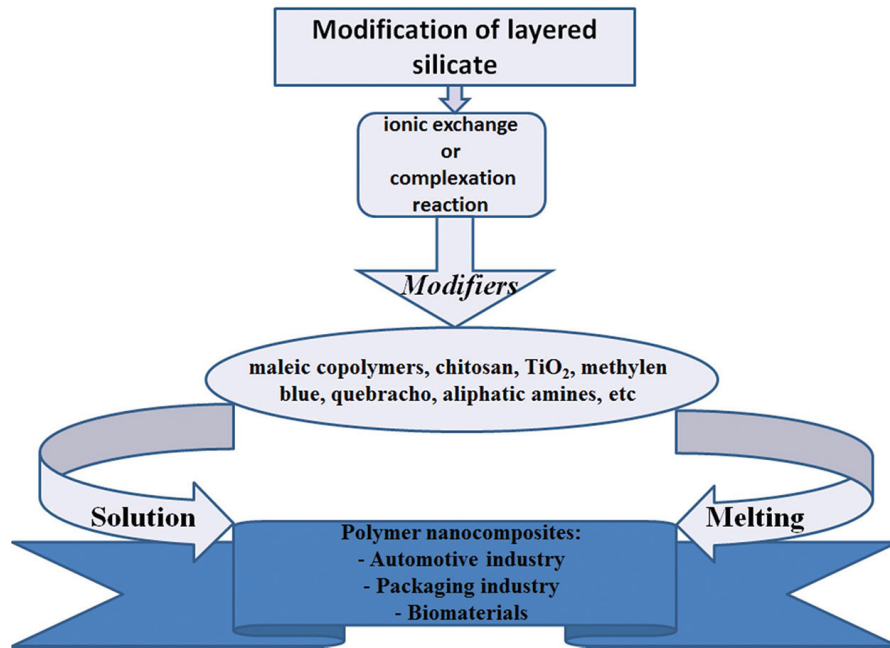 Modification of layered
silicate
ionic exchange
or
complexation
reaction
Modifiers
maleic copolymers, chitosan, TiO₂, methylen
blue, quebracho, aliphatic amines, etc
Solution
Melting
Polymer nanocomposites:
- Automotive industry
- Packaging industry
- Biomaterials